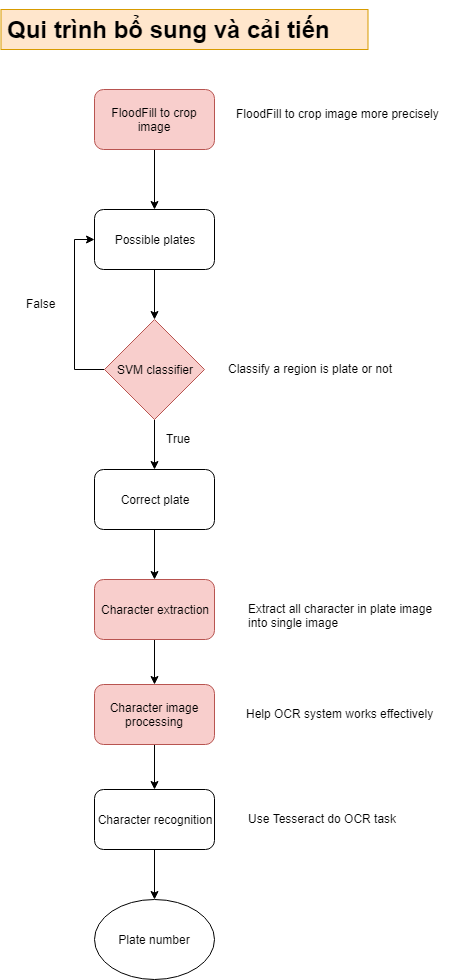 Qui trình bổ sung và cải tiến
FloodFill to crop
image
FloodFill to crop image more precisely
Possible plates
False
SVM classifier
Classify a region is plate or not
True
Correct plate
Character extraction
Extract all character in plate image
into single image
Character image
processing
Help OCR system works effectively
Character recognition
Use Tesseract do OCR task
Plate number